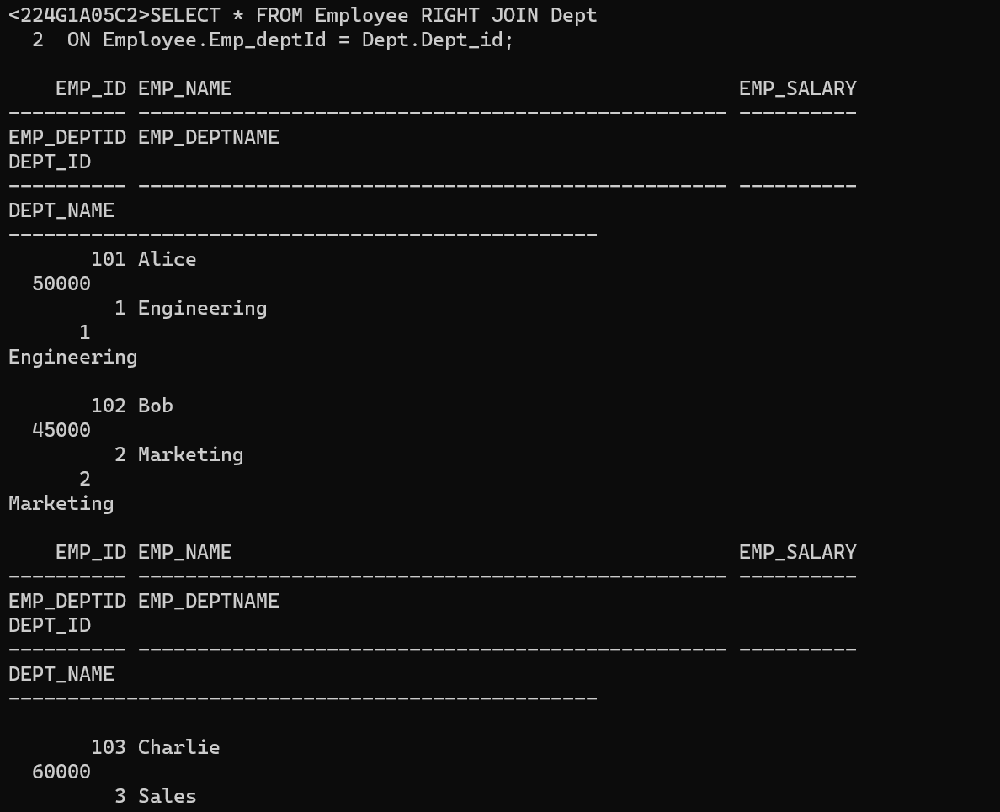 <224G1A05C2>SELECT * FROM Employee RIGHT JOIN Dept
  2  ON Employee.Emp_deptId = Dept.Dept_id;

    EMP_ID EMP_NAME                                           EMP_SALARY
---------- -------------------------------------------------- ----------
EMP_DEPTID EMP_DEPTNAME
DEPT_ID
---------- -------------------------------------------------- ----------
DEPT_NAME
--------------------------------------------------
       101 Alice
  50000
         1 Engineering
      1
Engineering

       102 Bob
  45000
         2 Marketing
      2
Marketing

    EMP_ID EMP_NAME                                           EMP_SALARY
---------- -------------------------------------------------- ----------
EMP_DEPTID EMP_DEPTNAME
DEPT_ID
---------- -------------------------------------------------- ----------
DEPT_NAME
--------------------------------------------------

       103 Charlie
  60000
         3 Sales